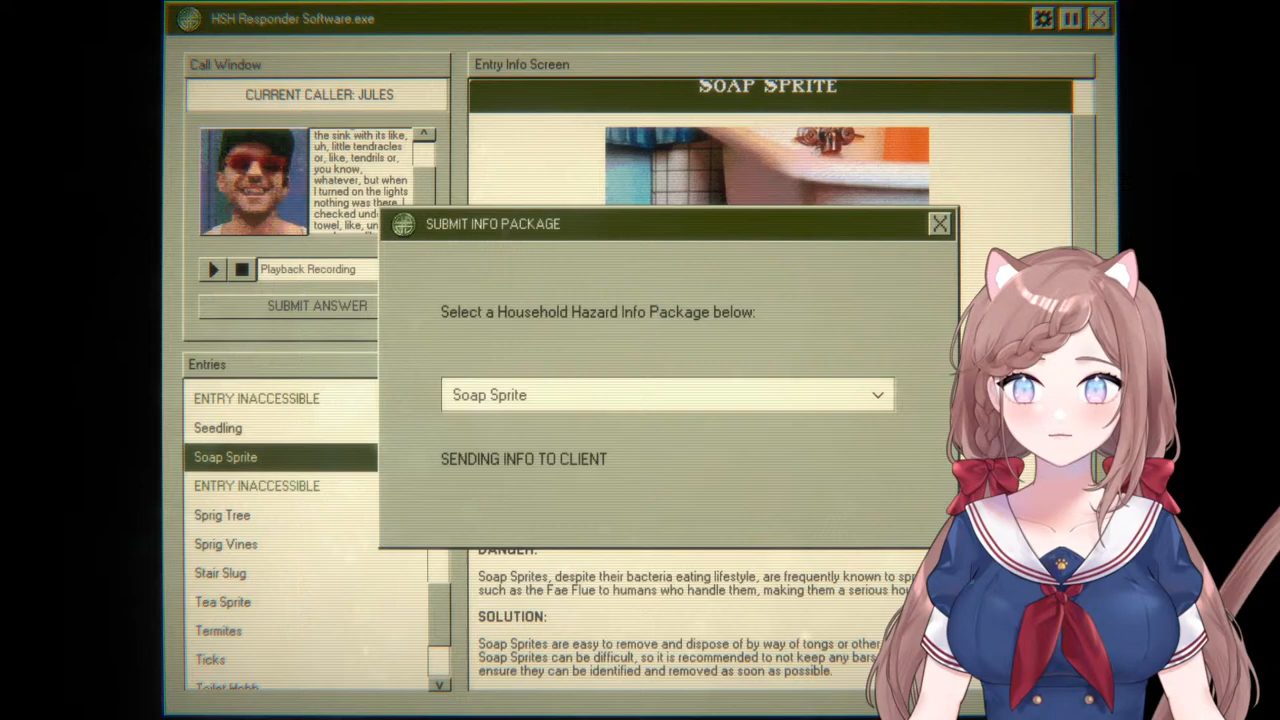 HSH Responder Software.exe
Call Window
CURRENT CALLER: JULES
the sink with its like,
uh, little tendracles
or, like, tendrils or,
you know,
whatever, but when
I turned on the lights
nothing was there. I
checked und
towel, like, un
Playback Recording
SUBMIT ANSWER
Entries
ENTRY INACCESSIBLE
Seedling
Soap Sprite
ENTRY INACCESSIBLE
Sprig Tree
Sprig Vines
Stair Slug
Tea Sprite
Termites
Ticks
Toilet Hobb
Entry Info Screen
SOAP SPRITE
SUBMIT INFO PACKAGE
Select a Household Hazard Info Package below:
Soap Sprite
SENDING INFO TO CLIENT
DANGER:
Soap Sprites, despite their bacteria eating lifestyle, are frequently known to spr
such as the Fae Flue to humans who handle them, making them a serious hou
SOLUTION:
Soap Sprites are easy to remove and dispose of by way of tongs or other
Soap Sprites can be difficult, so it is recommended to not keep any bars
ensure they can be identified and removed as soon as possible.